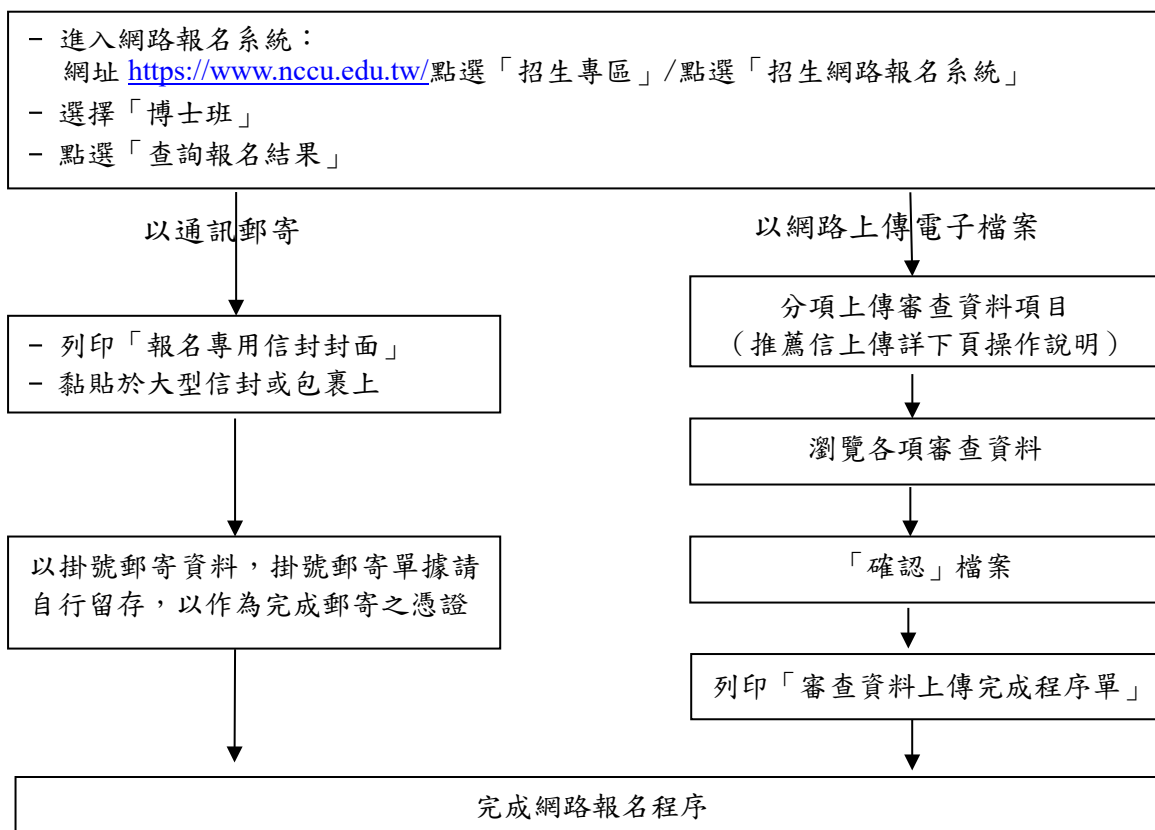 – 進入網路報名系統：
網址 https://www.nccu.edu.tw/點選「招生專區」/點選「招生網路報名系統」
– 選擇「博士班」
– 點選「查詢報名結果」
以通訊郵寄
– 列印「報名專用信封封面」
– 黏貼於大型信封或包裹上
以掛號郵寄資料，掛號郵寄單據請
自行留存，以作為完成郵寄之憑證
以網路上傳電子檔案
分項上傳審查資料項目
（推薦信上傳詳下頁操作說明）
瀏覽各項審查資料
「確認」檔案
列印「審查資料上傳完成程序單」
完成網路報名程序